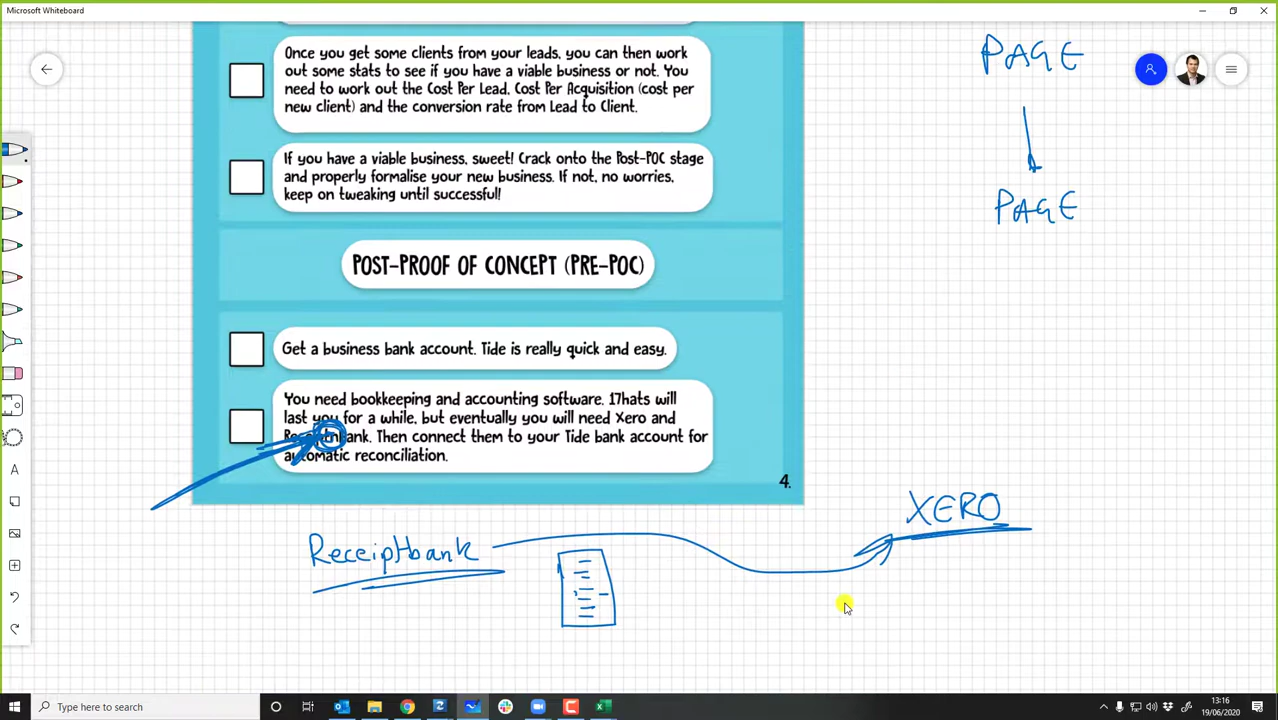 Microsoft Whiteboard
Once you get some clients from your leads, you can then work
out some stats to see if you have a viable business or not. You
need to work out the Cost Per Lead, Cost Per Acquisition (cost per
new client) and the conversion rate from Lead to Client.
If you have a viable business, sweet! Crack onto the Post-POC stage
and properly formalise your new business. If not, no worries,
keep on tweaking until successful!
POST-PROOF OF CONCEPT (PRE-POC)
Get a business bank account. Tide is really quick and easy.
You need bookkeeping and accounting software. 17hats will
last you for a while, but eventually you will need Xero and
Receiptbank. Then connect them to your Tide bank account for
automatic reconciliation.
4.
PAGE
PAGE
XERO
Receiptbank
Type here to search
13:16
19/06/2020